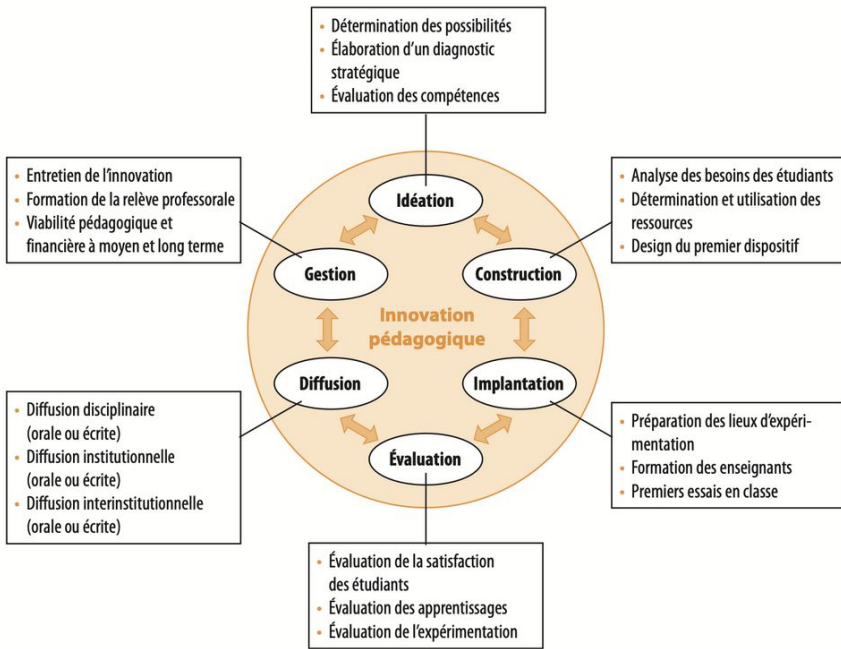 • Détermination des possibilités
• Élaboration d’un diagnostic
stratégique
• Évaluation des compétences
• Entretien de l’innovation
• Formation de la relève professorale
• Viabilité pédagogique et
financière à moyen et long terme
Idéation
• Analyse des besoins des étudiants
• Détermination et utilisation des
ressources
• Design du premier dispositif
Gestion
Construction
Innovation
pédagogique
Diffusion
Implantation
• Diffusion disciplinaire
(orale ou écrite)
• Diffusion institutionnelle
(orale ou écrite)
• Diffusion interinstitutionnelle
(orale ou écrite)
Évaluation
• Préparation des lieux d’expéri-
mentation
• Formation des enseignants
• Premiers essais en classe
• Évaluation de la satisfaction
des étudiants
• Évaluation des apprentissages
• Évaluation de l’expérimentation